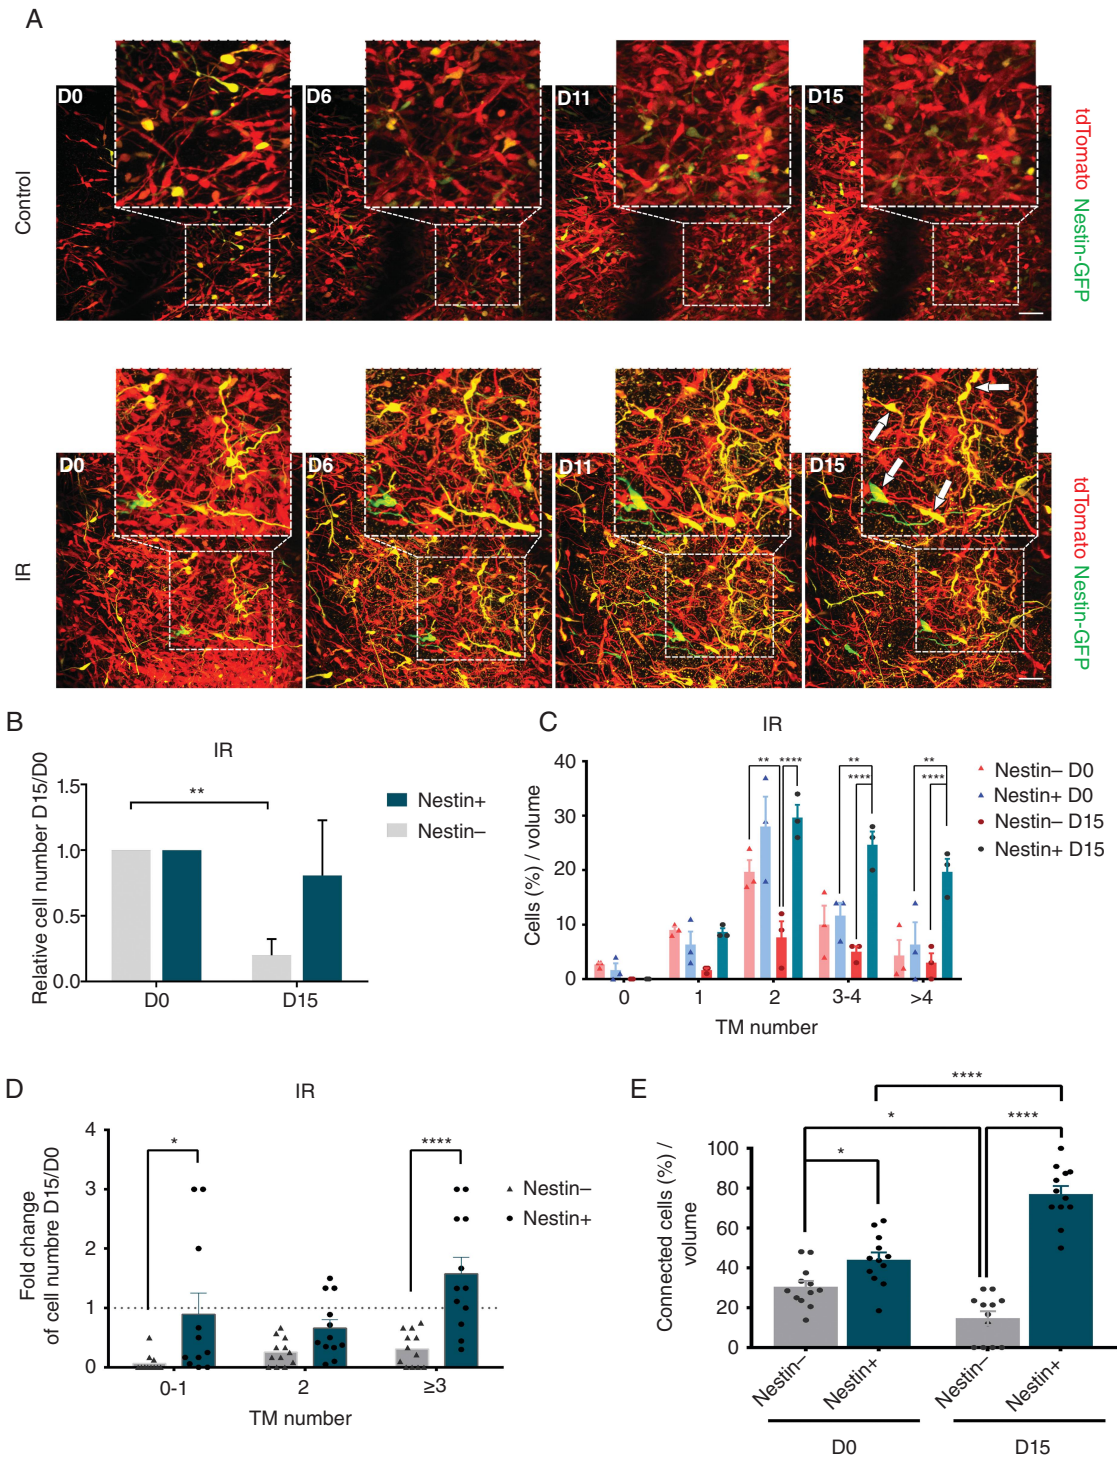 A
D0
D6
D11
D15
Control
tdTomato Nestin-GFP
D0
D6
D11
D15
IR
tdTomato Nestin-GFP
B
IR
Relative cell number D15/D0
1.5
1.0
0.5
0.0
**
D0
D15
Nestin+
Nestin–
C
IR
Cells (%) / volume
40
30
20
10
0
** ****
**
****
**
****
0
1
2
3-4
>4
TM number
Nestin– D0
Nestin+ D0
Nestin– D15
Nestin+ D15
D
IR
Fold change
of cell numbre D15/D0
4
3
2
1
0
*
****
0-1
2
≥3
TM number
Nestin–
Nestin+
E
Connected cells (%) /
volume
100
80
60
40
20
0
****
*
****
*
Nestin–
Nestin+
Nestin–
Nestin+
D0
D15